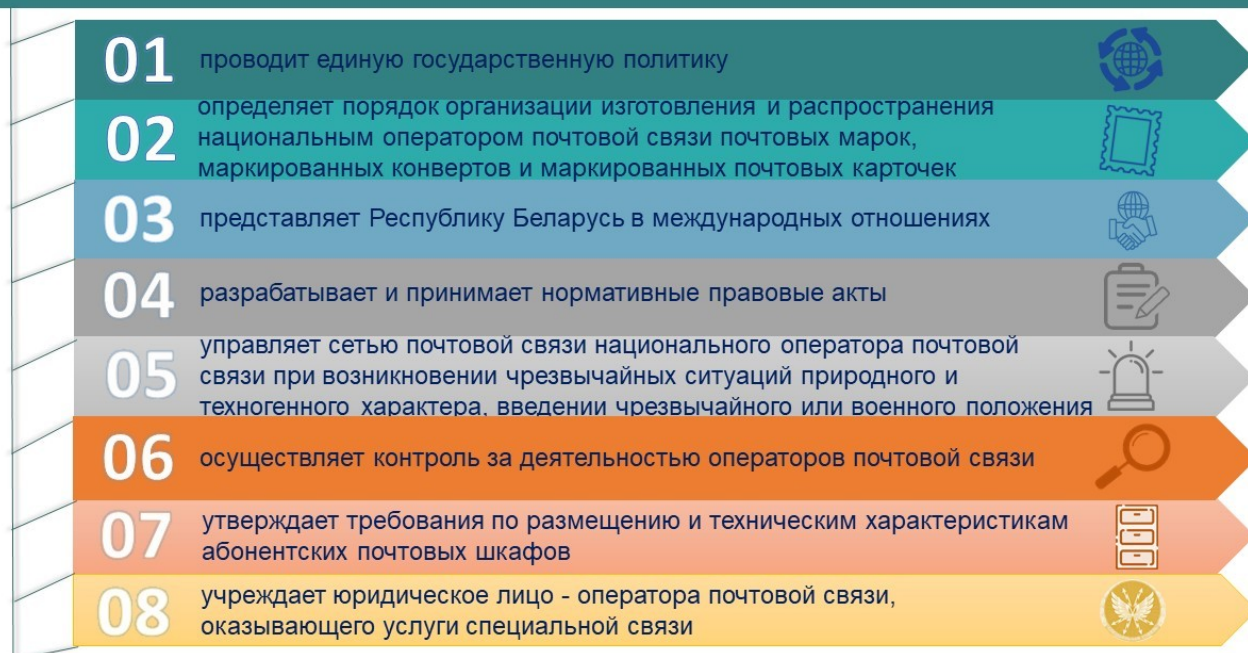 01
проводит единую государственную политику
02
определяет порядок организации изготовления и распространения
национальным оператором почтовой связи почтовых марок,
маркированных конвертов и маркированных почтовых карточек
03
представляет Республику Беларусь в международных отношениях
04
разрабатывает и принимает нормативные правовые акты
05
управляет сетью почтовой связи национального оператора почтовой
связи при возникновении чрезвычайных ситуаций природного и
техногенного характера, введении чрезвычайного или военного положения
06
осуществляет контроль за деятельностью операторов почтовой связи
07
утверждает требования по размещению и техническим характеристикам
абонентских почтовых шкафов
08
учреждает юридическое лицо - оператора почтовой связи,
оказывающего услуги специальной связи